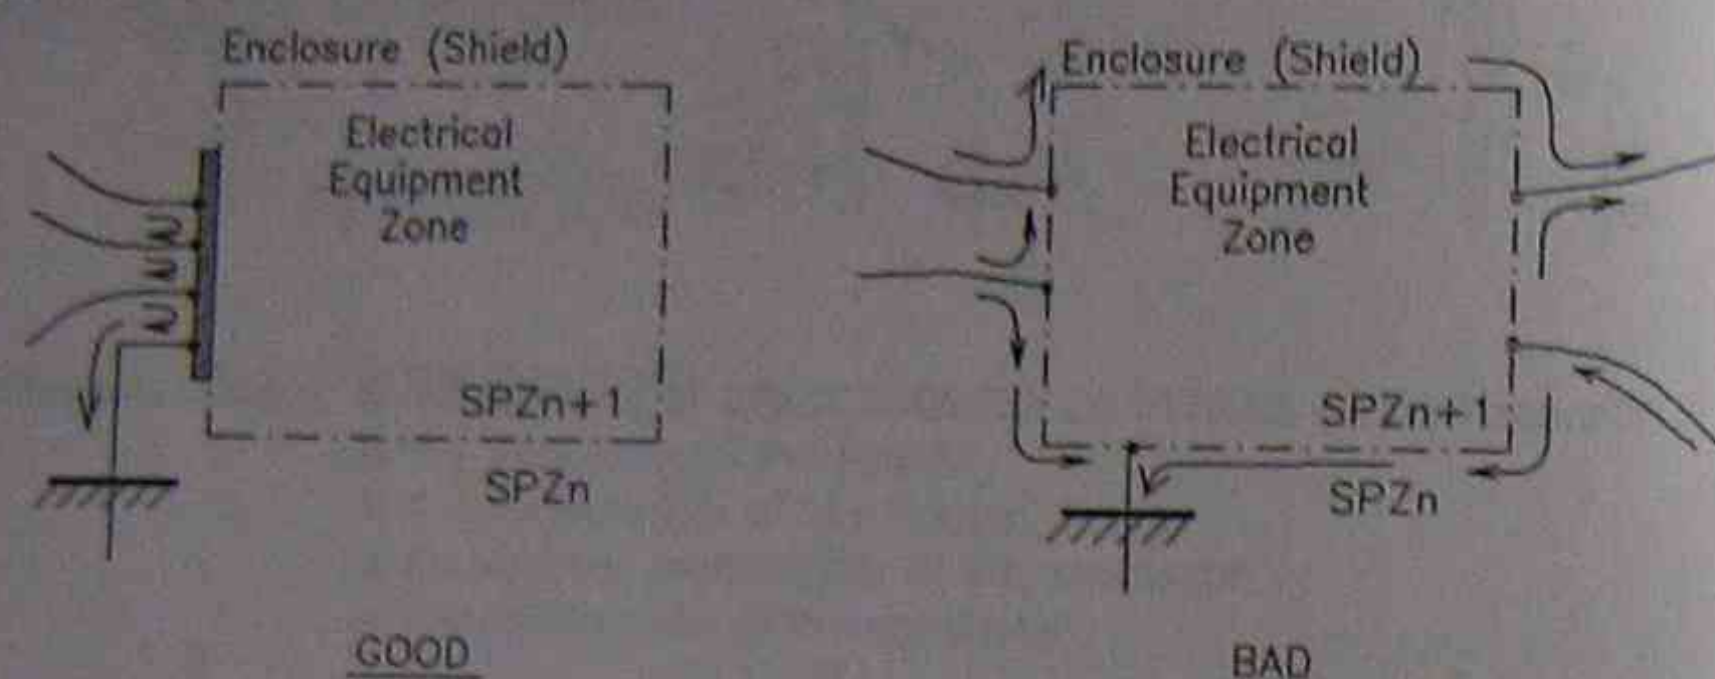 Enclosure (Shield)
Electrical
Equipment
Zone
SPZn+1
SPZn
GOOD
Enclosure (Shield)
Electrical
Equipment
Zone
SPZn+1
SPZn
BAD